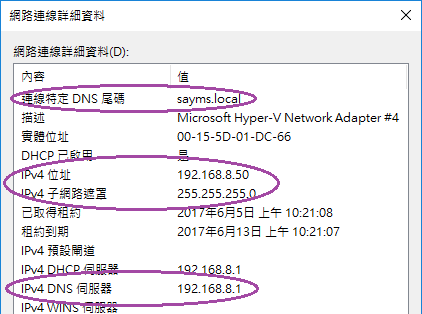 網路連線詳細資料
網路連線詳細資料(D):
內容 值
連線特定 DNS 尾碼 sayms.local
描述 Microsoft Hyper-V Network Adapter #4
實體位址 00-15-5D-01-DC-66
DHCP 已啟用 是
IPv4 位址 192.168.8.50
IPv4 子網路遮罩 255.255.255.0
已取得租約 2017年6月5日 上午 10:21:08
租約到期 2017年6月13日 上午 10:21:07
IPv4 預設閘道
IPv4 DHCP 伺服器 192.168.8.1
IPv4 DNS 伺服器 192.168.8.1
IPv4 WINS 伺服器